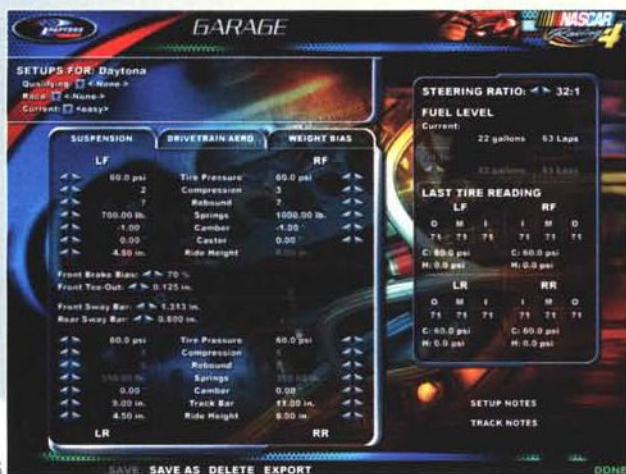 PAPYRUS
GARAGE
NASCAR
Racing 4
SETUPS FOR: Daytona
Qualifying: <-None->
Race: <-None->
Current: <easy>
SUSPENSION DRIVETRAIN AERO WEIGHT BIAS
LF RF
60.0 psi Tire Pressure 60.0 psi
2 Compression 3
7 Rebound 7
700.00 lb. Springs 1000.00 lb.
-1.00 Camber -1.00
0.00 Caster 0.00
4.50 in. Ride Height
Front Brake Bias: 70 %
Front Toe-Out: 0.125 in.
Front Sway Bar: 1.313 in.
Rear Sway Bar: 0.800 in.
60.0 psi Tire Pressure 60.0 psi
Compression
Rebound
Springs
0.00 Camber 0.00
9.00 in. Track Bar 11.00 in.
4.50 in. Ride Height 6.00 in.
LR RR
STEERING RATIO: 32:1
FUEL LEVEL
Current:
22 gallons 63 Laps
22 gallons 63 Laps
LAST TIRE READING
LF RF
O M I I M O
71 71 71 71 71 71
C: 60.0 psi C: 60.0 psi
H: 0.0 psi H: 0.0 psi
LR RR
O M I I M O
71 71 71 71 71 71
C: 60.0 psi C: 60.0 psi
H: 0.0 psi H: 0.0 psi
SETUP NOTES
TRACK NOTES
SAVE SAVE AS DELETE EXPORT
DONE